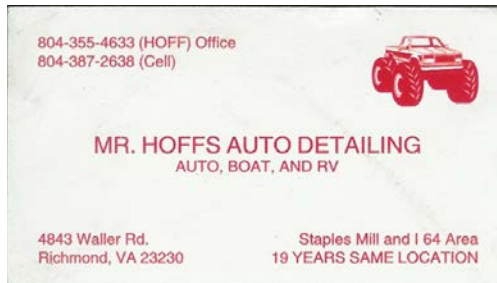 804-355-4633 (HOFF) Office
804-387-2638 (Cell)
MR. HOFFS AUTO DETAILING
AUTO, BOAT, AND RV
4843 Waller Rd.
Richmond, VA 23230
Staples Mill and I 64 Area
19 YEARS SAME LOCATION